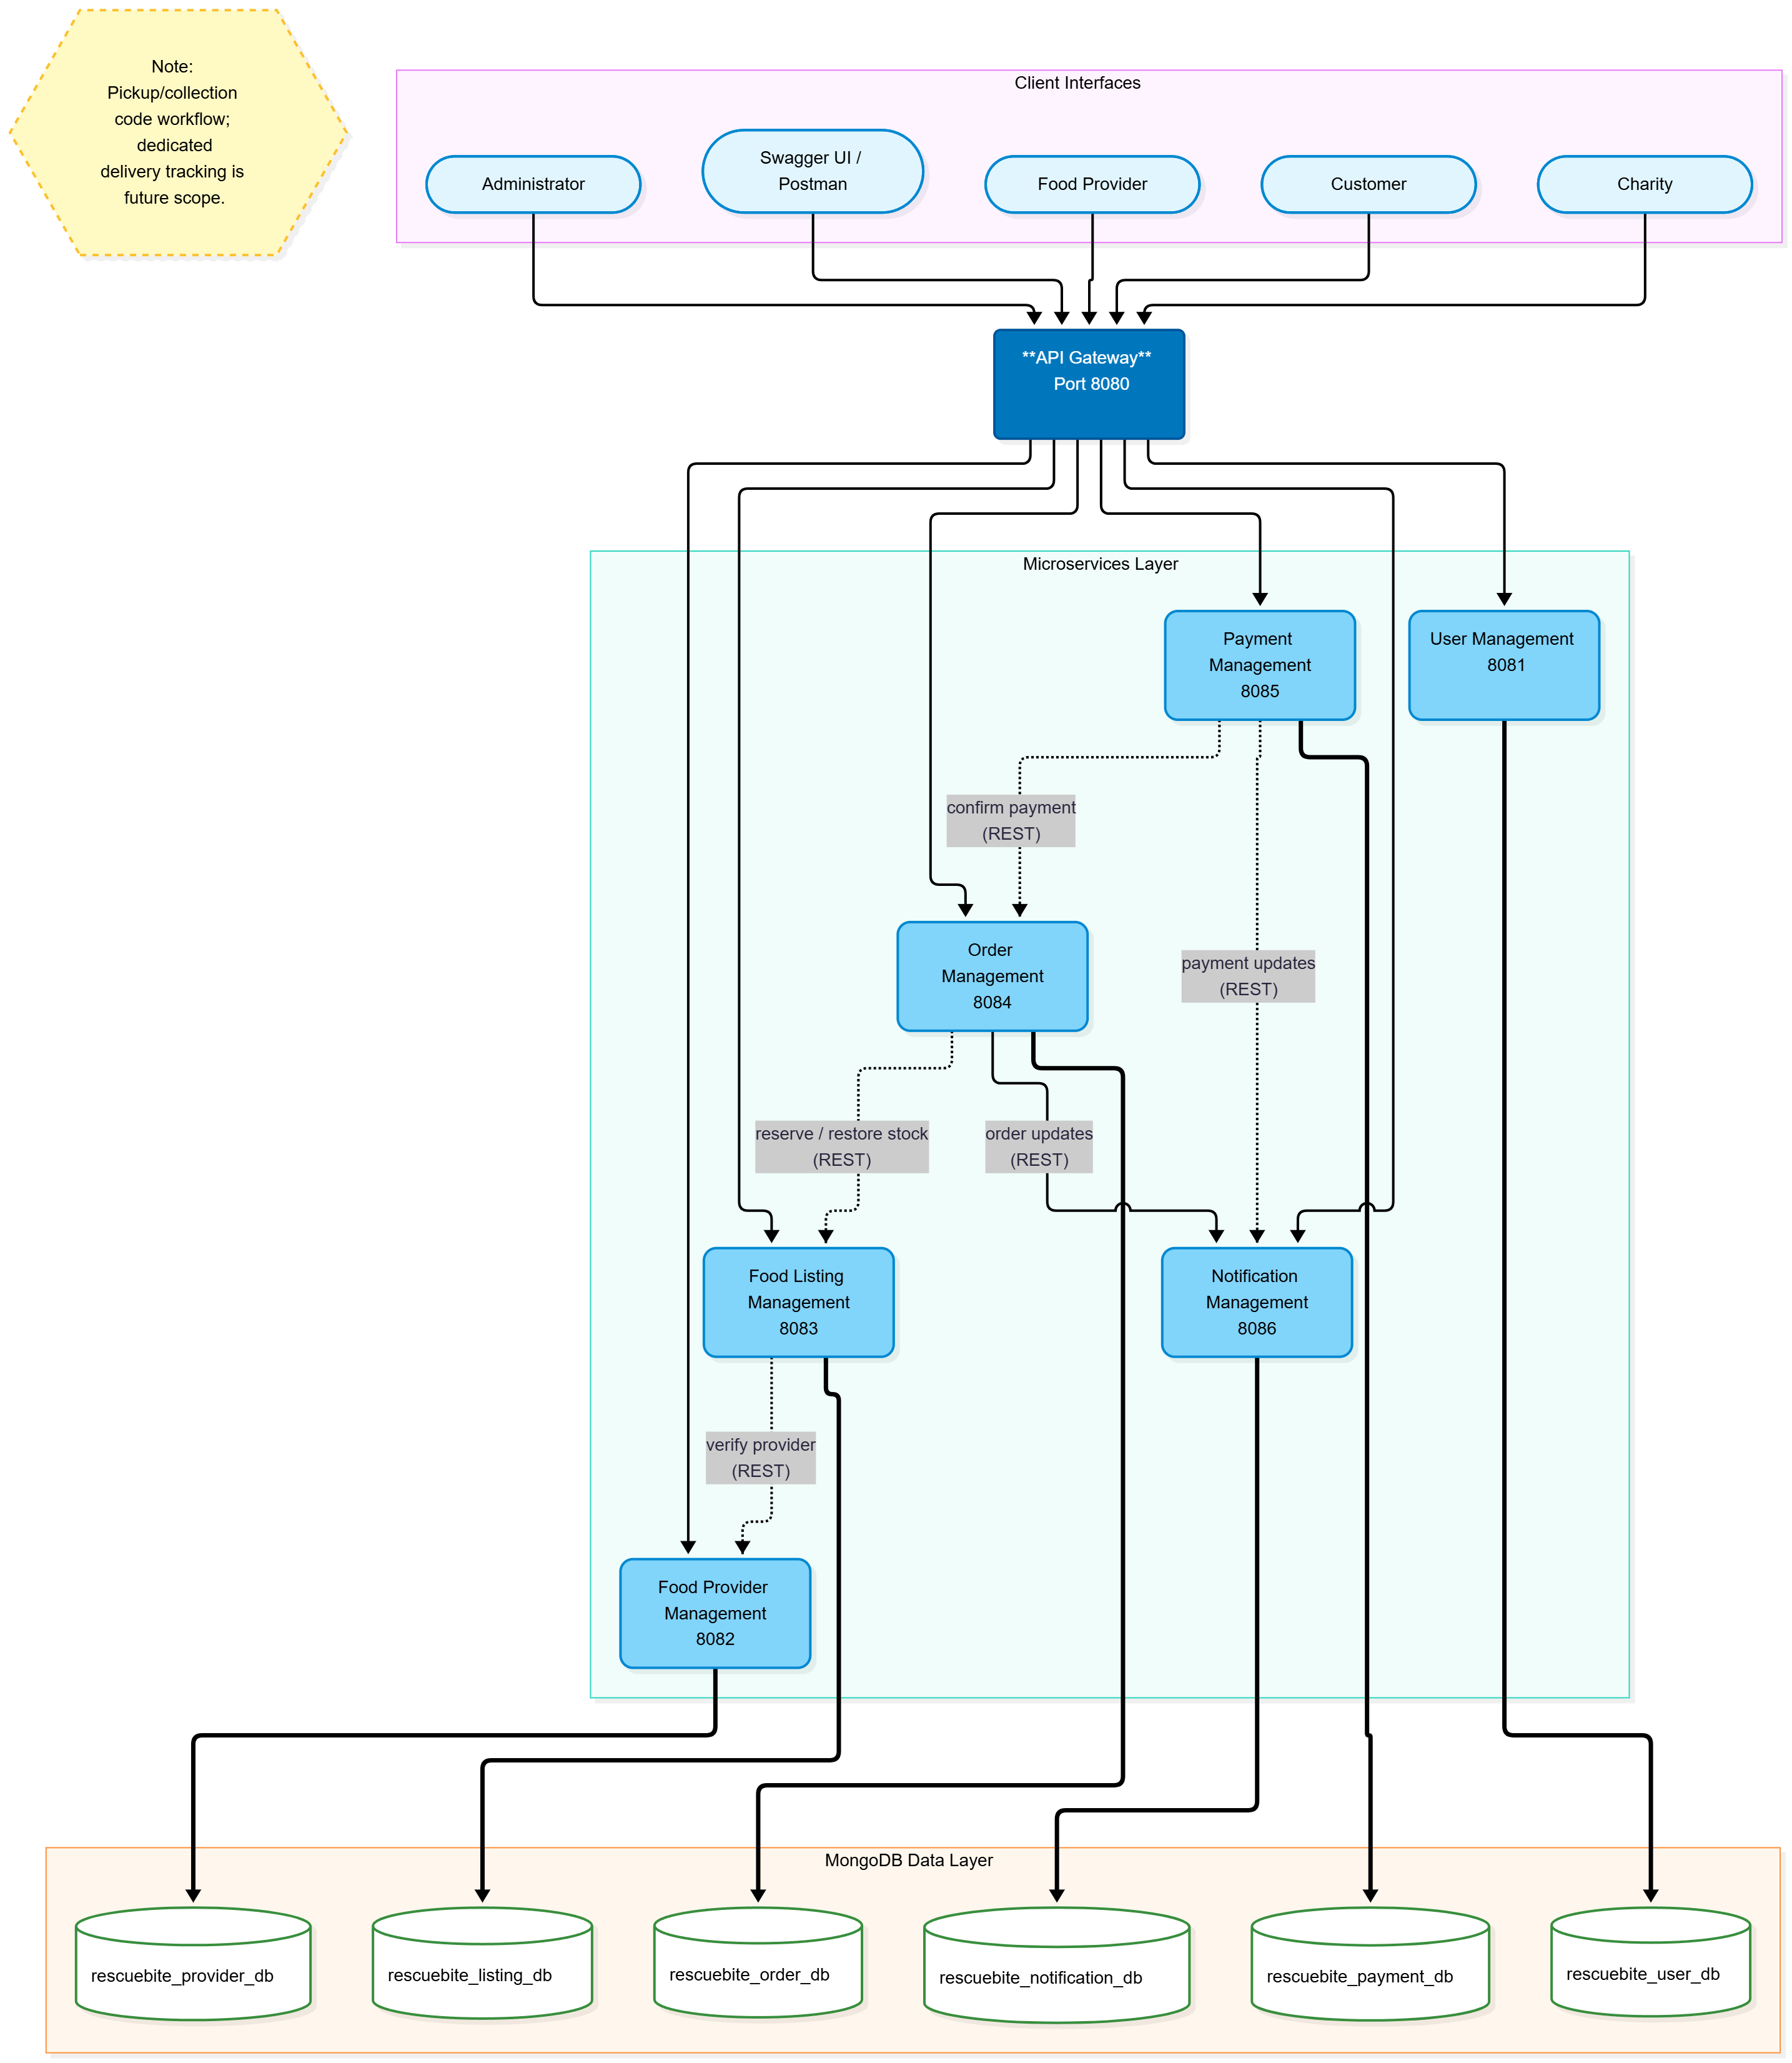 Note:
Pickup/collection
code workflow;
dedicated
delivery tracking is
future scope.
Client Interfaces
Administrator
Swagger UI /
Postman
Food Provider
Customer
Charity
**API Gateway**
Port 8080
Microservices Layer
Payment
Management
8085
User Management
8081
confirm payment
(REST)
Order
Management
8084
payment updates
(REST)
reserve / restore stock
(REST)
order updates
(REST)
Food Listing
Management
8083
Notification
Management
8086
verify provider
(REST)
Food Provider
Management
8082
MongoDB Data Layer
rescuebite_provider_db
rescuebite_listing_db
rescuebite_order_db
rescuebite_notification_db
rescuebite_payment_db
rescuebite_user_db